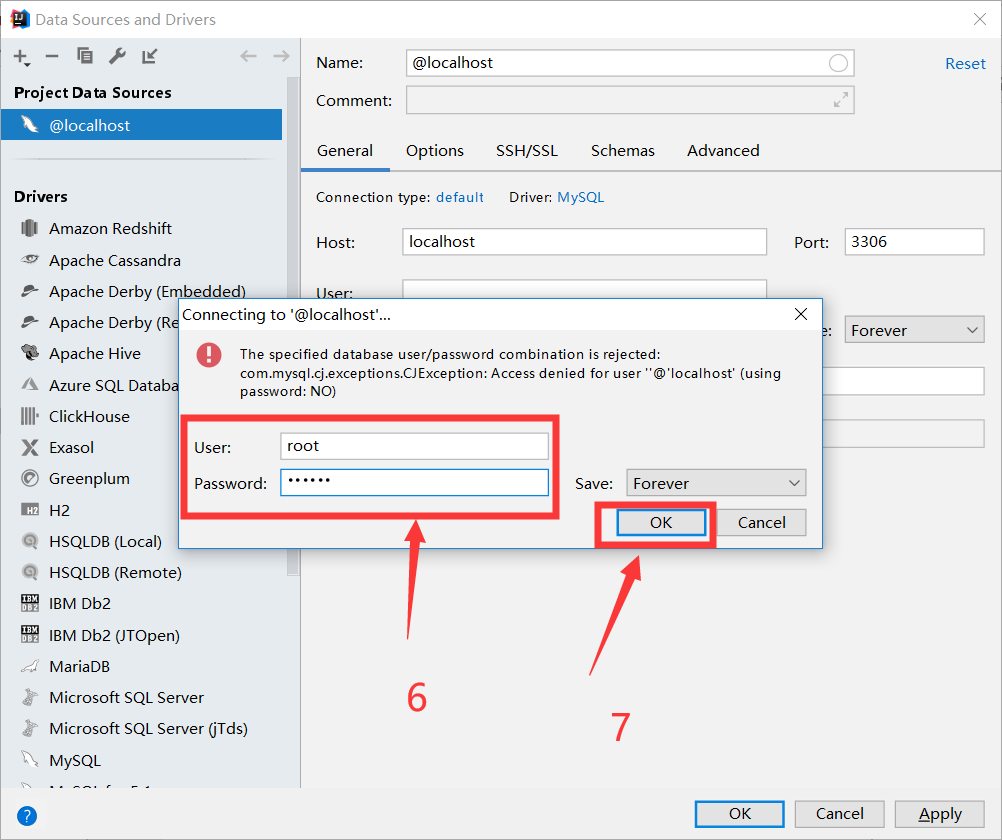 Data Sources and Drivers
Name:
@localhost
Reset
Project Data Sources
Comment:
@localhost
General
Options
SSH/SSL
Schemas
Advanced
Drivers
Connection type: default
Driver: MySQL
Amazon Redshift
Host:
localhost
Port:
3306
Apache Cassandra
Apache Derby (Embedded)
User:
Apache Derby (Re
Forever
Apache Hive
Azure SQL Databa
ClickHouse
Exasol
Greenplum
H2
HSQLDB (Local)
HSQLDB (Remote)
IBM Db2
IBM Db2 (JTOpen)
MariaDB
Microsoft SQL Server
Microsoft SQL Server (jTds)
MySQL
Connecting to '@localhost'...
The specified database user/password combination is rejected:
com.mysql.cj.exceptions.CJException: Access denied for user ''@'localhost' (using
password: NO)
User:
root
Password:
••••••
Save:
Forever
OK
Cancel
6
7
?
OK
Cancel
Apply